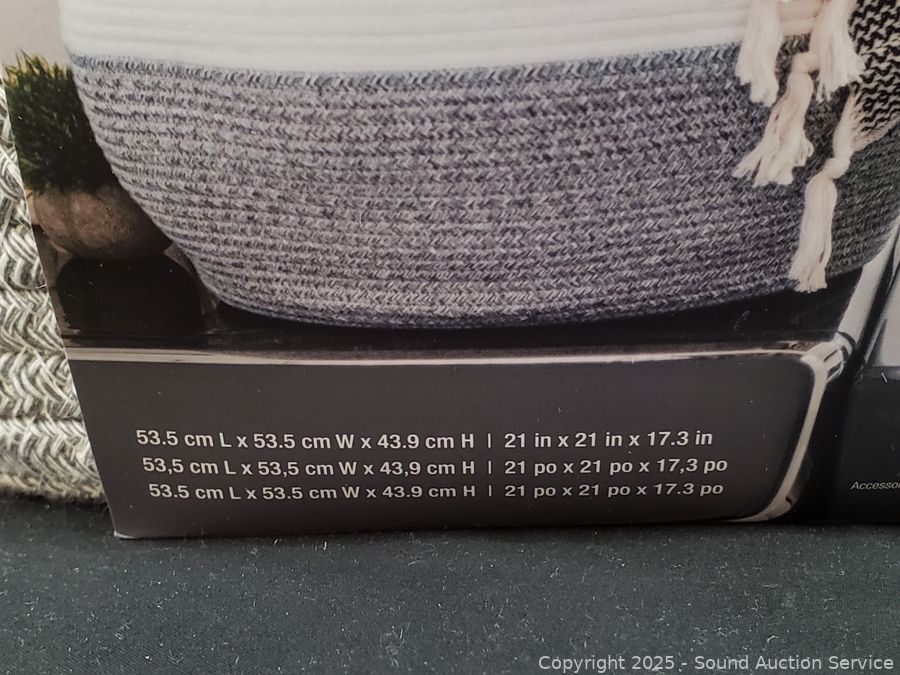 53.5 cm L x 53.5 cm W x 43.9 cm H | 21 in x 21 in x 17.3 in
53,5 cm L x 53,5 cm W x 43,9 cm H | 21 po x 21 po x 17,3 po
53.5 cm L x 53.5 cm W x 43.9 cm H | 21 po x 21 po x 17.3 po
Copyright 2025 - Sound Auction Service